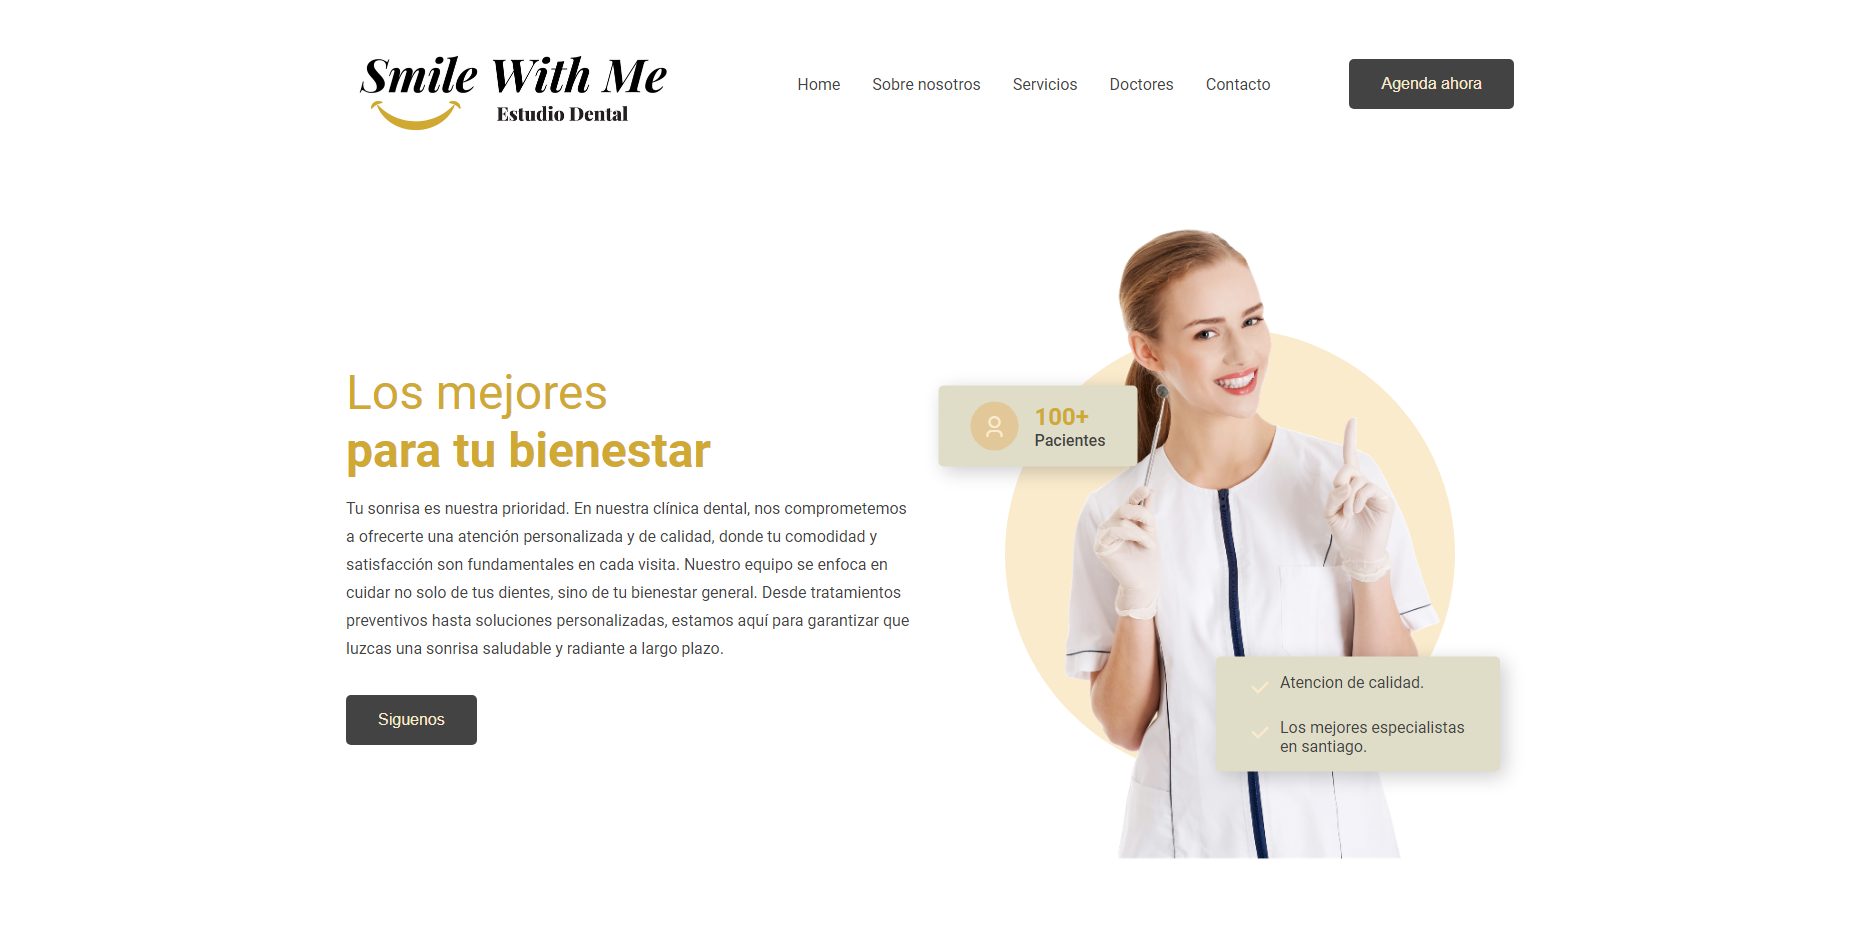 Smile With Me
Estudio Dental
Home
Sobre nosotros
Servicios
Doctores
Contacto
Agenda ahora
Los mejores
para tu bienestar
Tu sonrisa es nuestra prioridad. En nuestra clínica dental, nos comprometemos
a ofrecerte una atención personalizada y de calidad, donde tu comodidad y
satisfacción son fundamentales en cada visita. Nuestro equipo se enfoca en
cuidar no solo de tus dientes, sino de tu bienestar general. Desde tratamientos
preventivos hasta soluciones personalizadas, estamos aquí para garantizar que
luzcas una sonrisa saludable y radiante a largo plazo.
Siguenos
100+
Pacientes
Atencion de calidad.
Los mejores especialistas
en santiago.